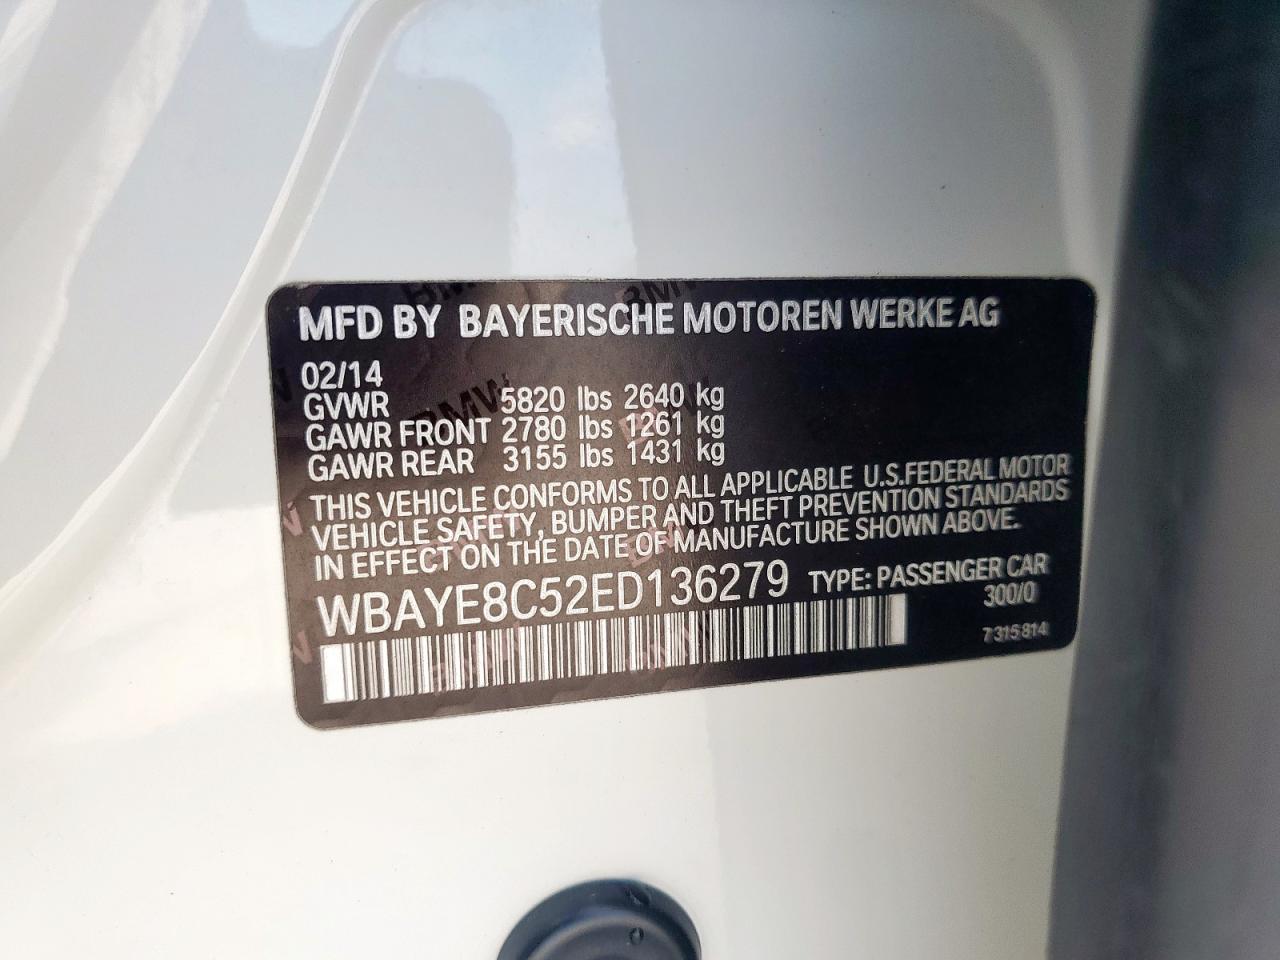 MFD BY BAYERISCHE MOTOREN WERKE AG
02/14
GVWR 5820 lbs 2640 kg
GAWR FRONT 2780 lbs 1261 kg
GAWR REAR 3155 lbs 1431 kg
THIS VEHICLE CONFORMS TO ALL APPLICABLE U.S.FEDERAL MOTOR
VEHICLE SAFETY, BUMPER AND THEFT PREVENTION STANDARDS
IN EFFECT ON THE DATE OF MANUFACTURE SHOWN ABOVE.
WBAYE8C52ED136279 TYPE: PASSENGER CAR
300/0
7 315 814